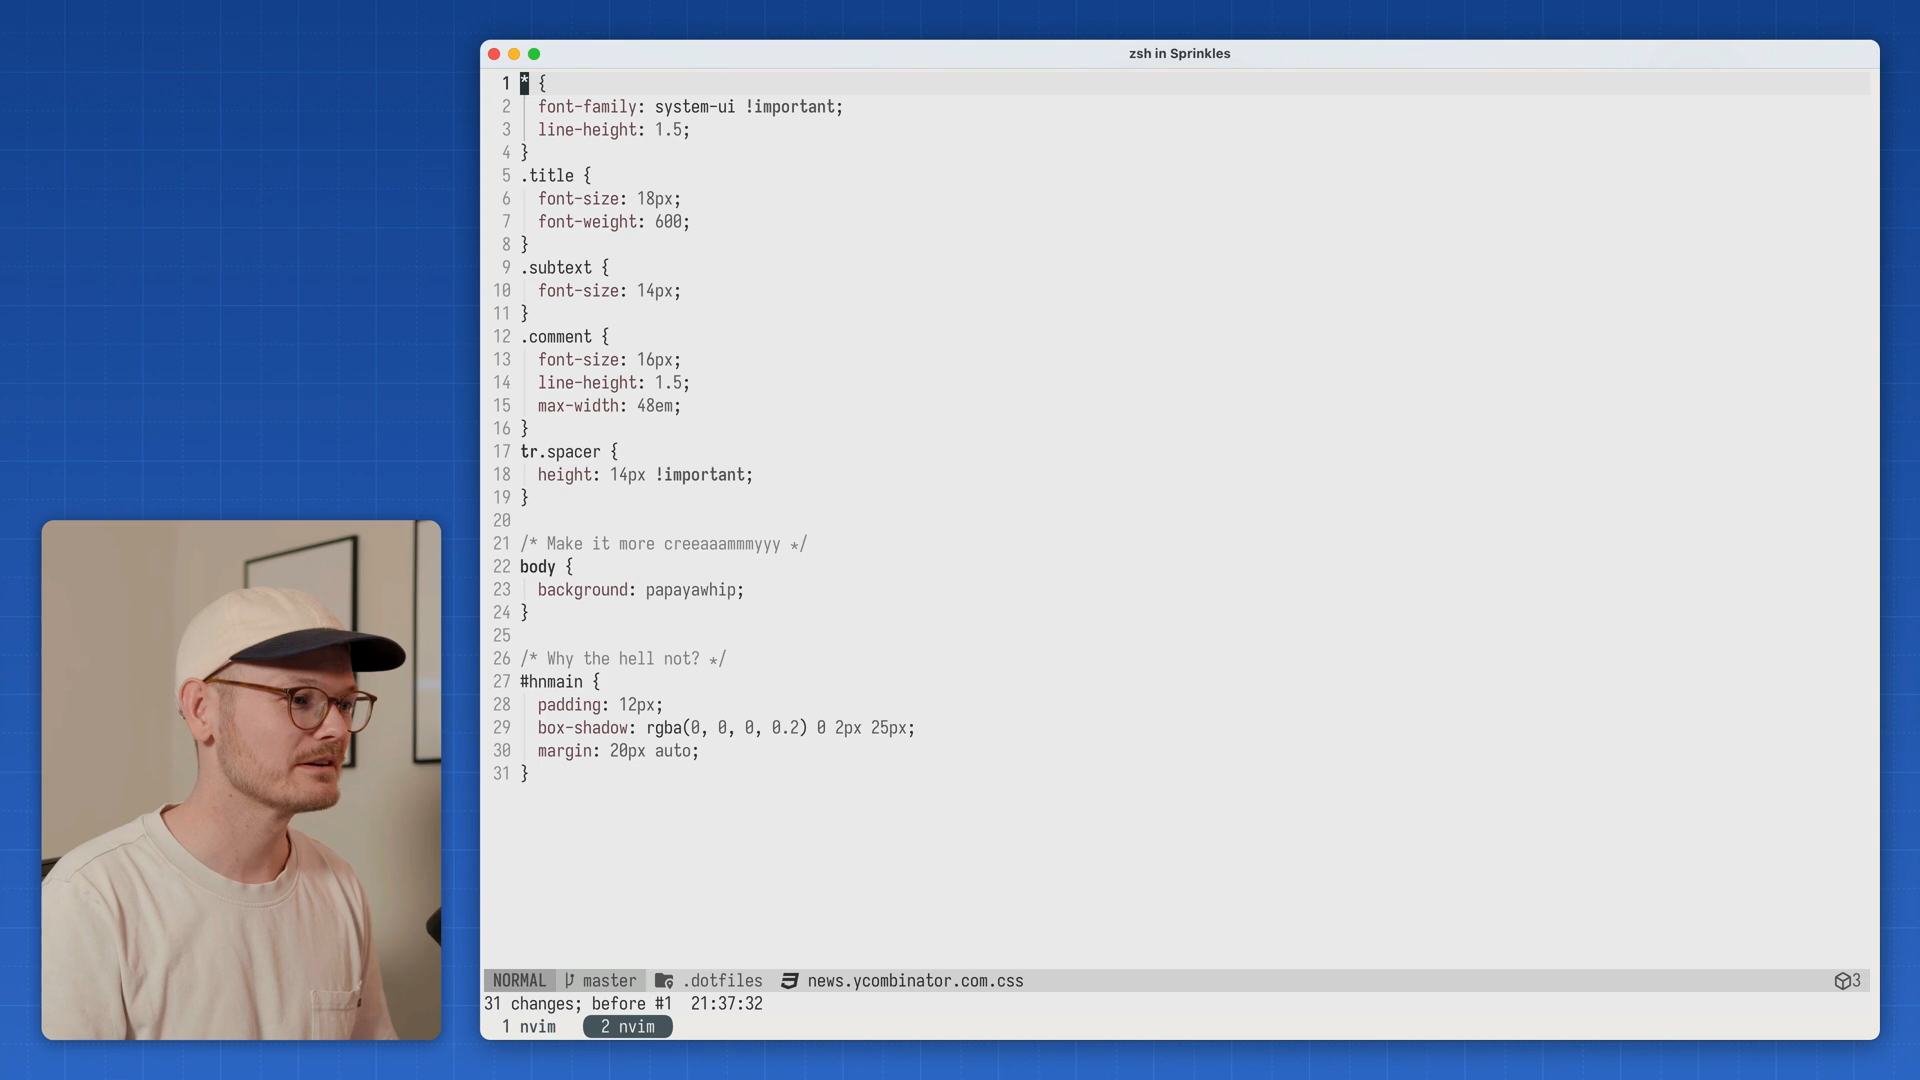 zsh in Sprinkles
1 * {
2 font-family: system-ui !important;
3 line-height: 1.5;
4 }
5 .title {
6 font-size: 18px;
7 font-weight: 600;
8 }
9 .subtext {
10 font-size: 14px;
11 }
12 .comment {
13 font-size: 16px;
14 line-height: 1.5;
15 max-width: 48em;
16 }
17 tr.spacer {
18 height: 14px !important;
19 }
20
21 /* Make it more creeaaammmyyy */
22 body {
23 background: papayawhip;
24 }
25
26 /* Why the hell not? */
27 #hnmain {
28 padding: 12px;
29 box-shadow: rgba(0, 0, 0, 0.2) 0 2px 25px;
30 margin: 20px auto;
31 }
NORMAL master .dotfiles news.ycombinator.com.css 3
31 changes; before #1 21:37:32
1 nvim 2 nvim